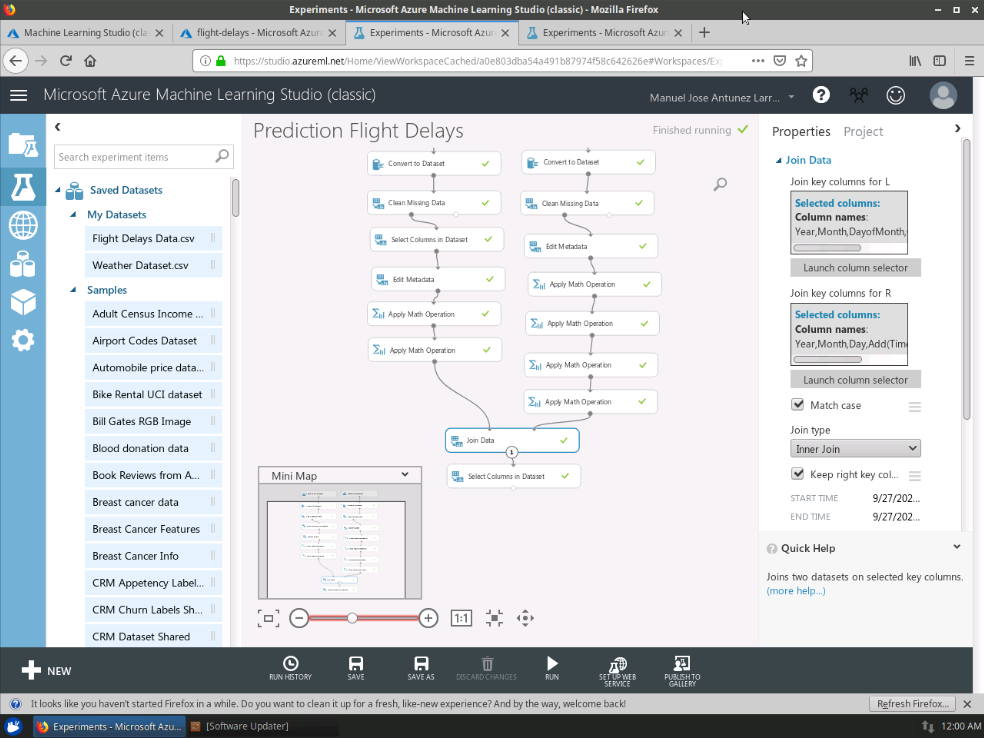 Experiments - Microsoft Azure Machine Learning Studio (classic) - Mozilla Firefox
Machine Learning Studio (cla
flight-delays - Microsoft Azur
Experiments - Microsoft Azur
Experiments - Microsoft Azur
https://studio.azureml.net/Home/ViewWorkspaceCached/a0e803dba54a491b87974f58c642626e#Workspaces/Ex
Microsoft Azure Machine Learning Studio (classic)
Manuel Jose Antunez Larr...
Search experiment items
Saved Datasets
My Datasets
Flight Delays Data.csv
Weather Dataset.csv
Samples
Adult Census Income ...
Airport Codes Dataset
Automobile price data...
Bike Rental UCI dataset
Bill Gates RGB Image
Blood donation data
Book Reviews from A...
Breast cancer data
Breast Cancer Features
Breast Cancer Info
CRM Appetency Label...
CRM Churn Labels Sh...
CRM Dataset Shared
Prediction Flight Delays
Finished running
Convert to Dataset
Convert to Dataset
Clean Missing Data
Clean Missing Data
Select Columns in Dataset
Edit Metadata
Edit Metadata
Apply Math Operation
Apply Math Operation
Apply Math Operation
Apply Math Operation
Apply Math Operation
Apply Math Operation
Join Data
1
Select Columns in Dataset
Mini Map
1:1
Properties
Project
Join Data
Join key columns for L
Selected columns:
Column names:
Year,Month,DayofMonth,
Launch column selector
Join key columns for R
Selected columns:
Column names:
Year,Month,Day,Add(Time
Launch column selector
Match case
Join type
Inner Join
Keep right key col...
START TIME 9/27/202...
END TIME 9/27/202...
Quick Help
Joins two datasets on selected key columns.
(more help...)
NEW
RUN HISTORY
SAVE
SAVE AS
DISCARD CHANGES
RUN
SET UP WEB
SERVICE
PUBLISH TO
GALLERY
It looks like you haven't started Firefox in a while. Do you want to clean it up for a fresh, like-new experience? And by the way, welcome back!
Refresh Firefox...
Experiments - Microsoft Azu...
[Software Updater]
12:00 AM